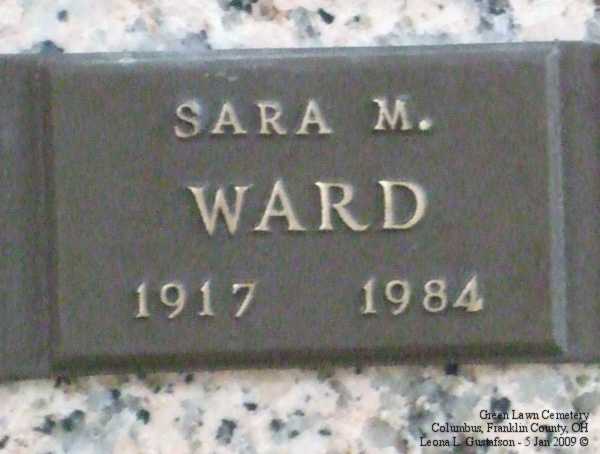 SARA M.
WARD
1917 1984
Green Lawn Cemetery
Columbus, Franklin County, OH
Leona L. Gustafson - 5 Jan 2009 ©